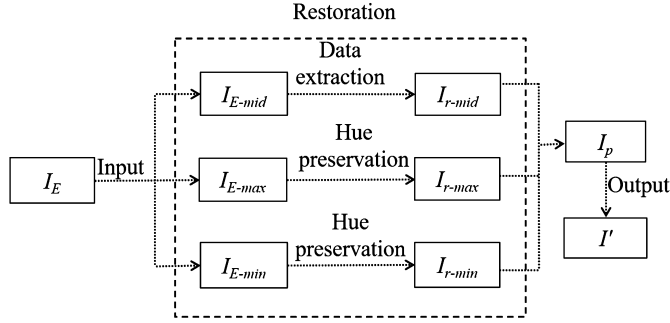 Restoration
Data
extraction
I_E-mid
I_r-mid
Hue
preservation
I_E
Input
I_E-max
I_r-max
I_p
Output
Hue
preservation
I_E-min
I_r-min
I'